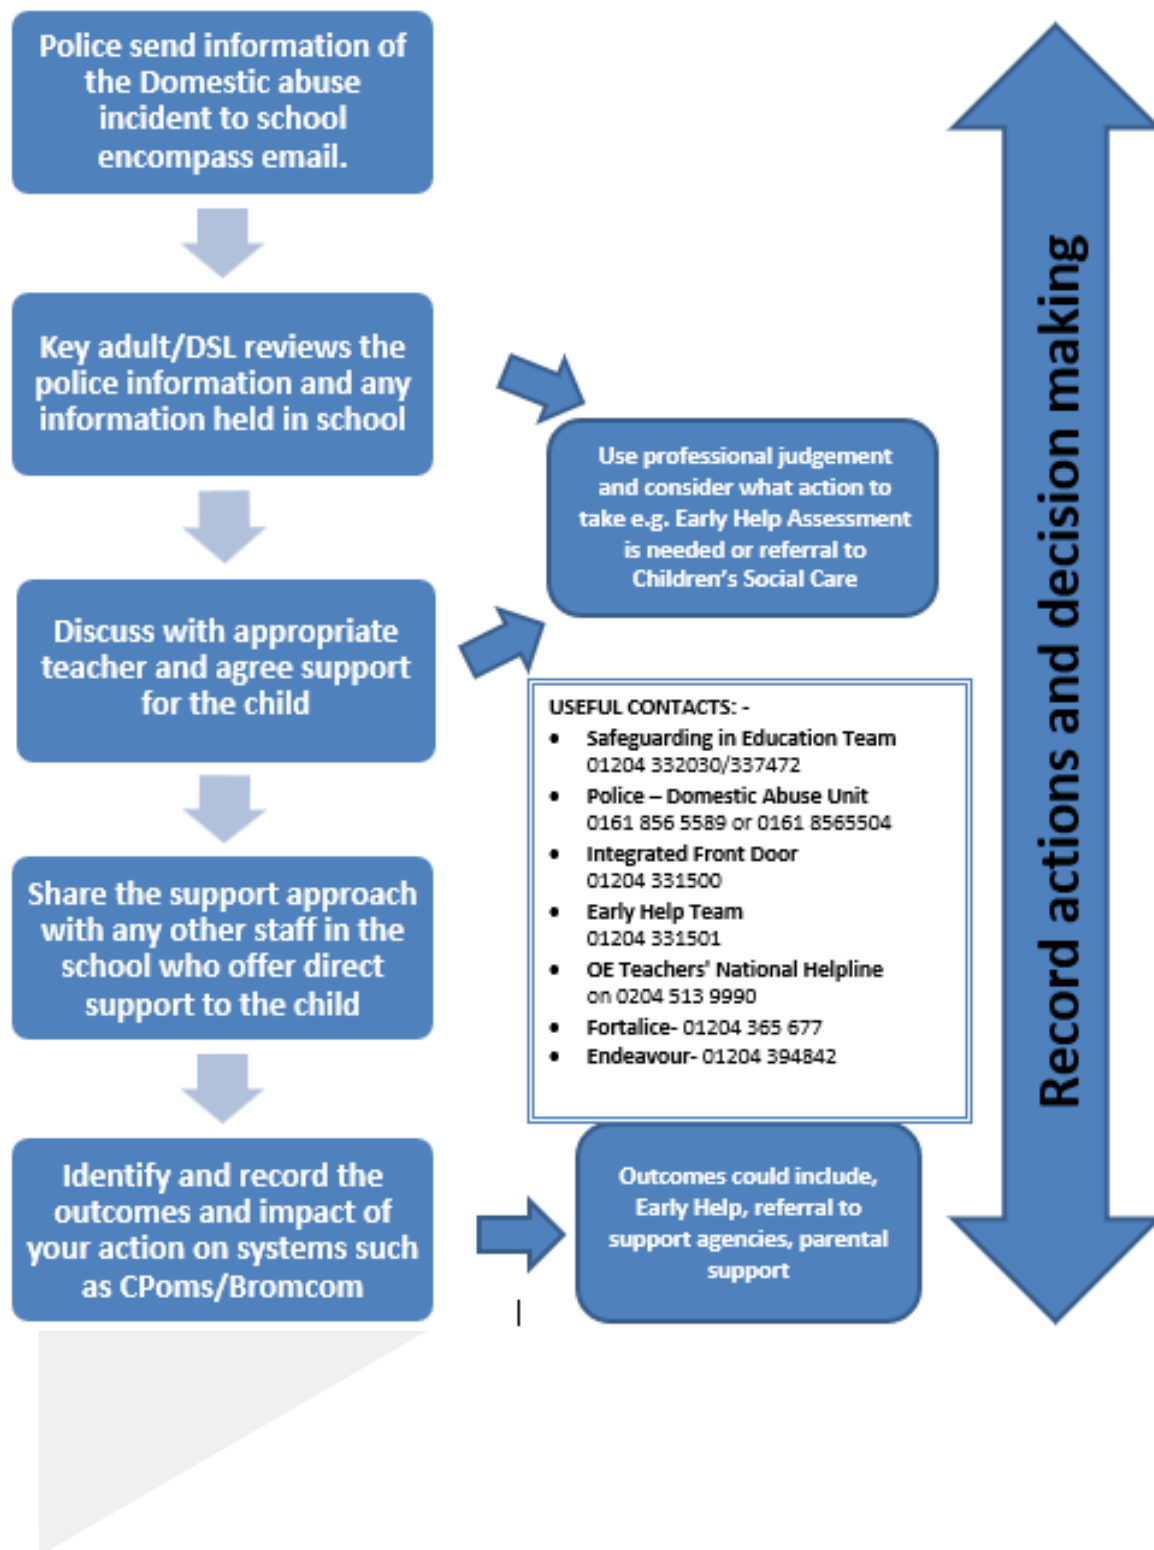 Police send information of
the Domestic abuse
incident to school
encompass email.
Key adult/DSL reviews the
police information and any
information held in school
Use professional judgement
and consider what action to
take e.g. Early Help Assessment
is needed or referral to
Children's Social Care
Discuss with appropriate
teacher and agree support
for the child
USEFUL CONTACTS: -
• Safeguarding in Education Team
01204 332030/337472
• Police – Domestic Abuse Unit
0161 856 5589 or 0161 8565504
• Integrated Front Door
01204 331500
• Early Help Team
01204 331501
• OE Teachers' National Helpline
on 0204 513 9990
• Fortalice- 01204 365 677
• Endeavour- 01204 394842
Share the support approach
with any other staff in the
school who offer direct
support to the child
Identify and record the
outcomes and impact of
your action on systems such
as CPoms/Bromcom
Outcomes could include,
Early Help, referral to
support agencies, parental
support
Record actions and decision making